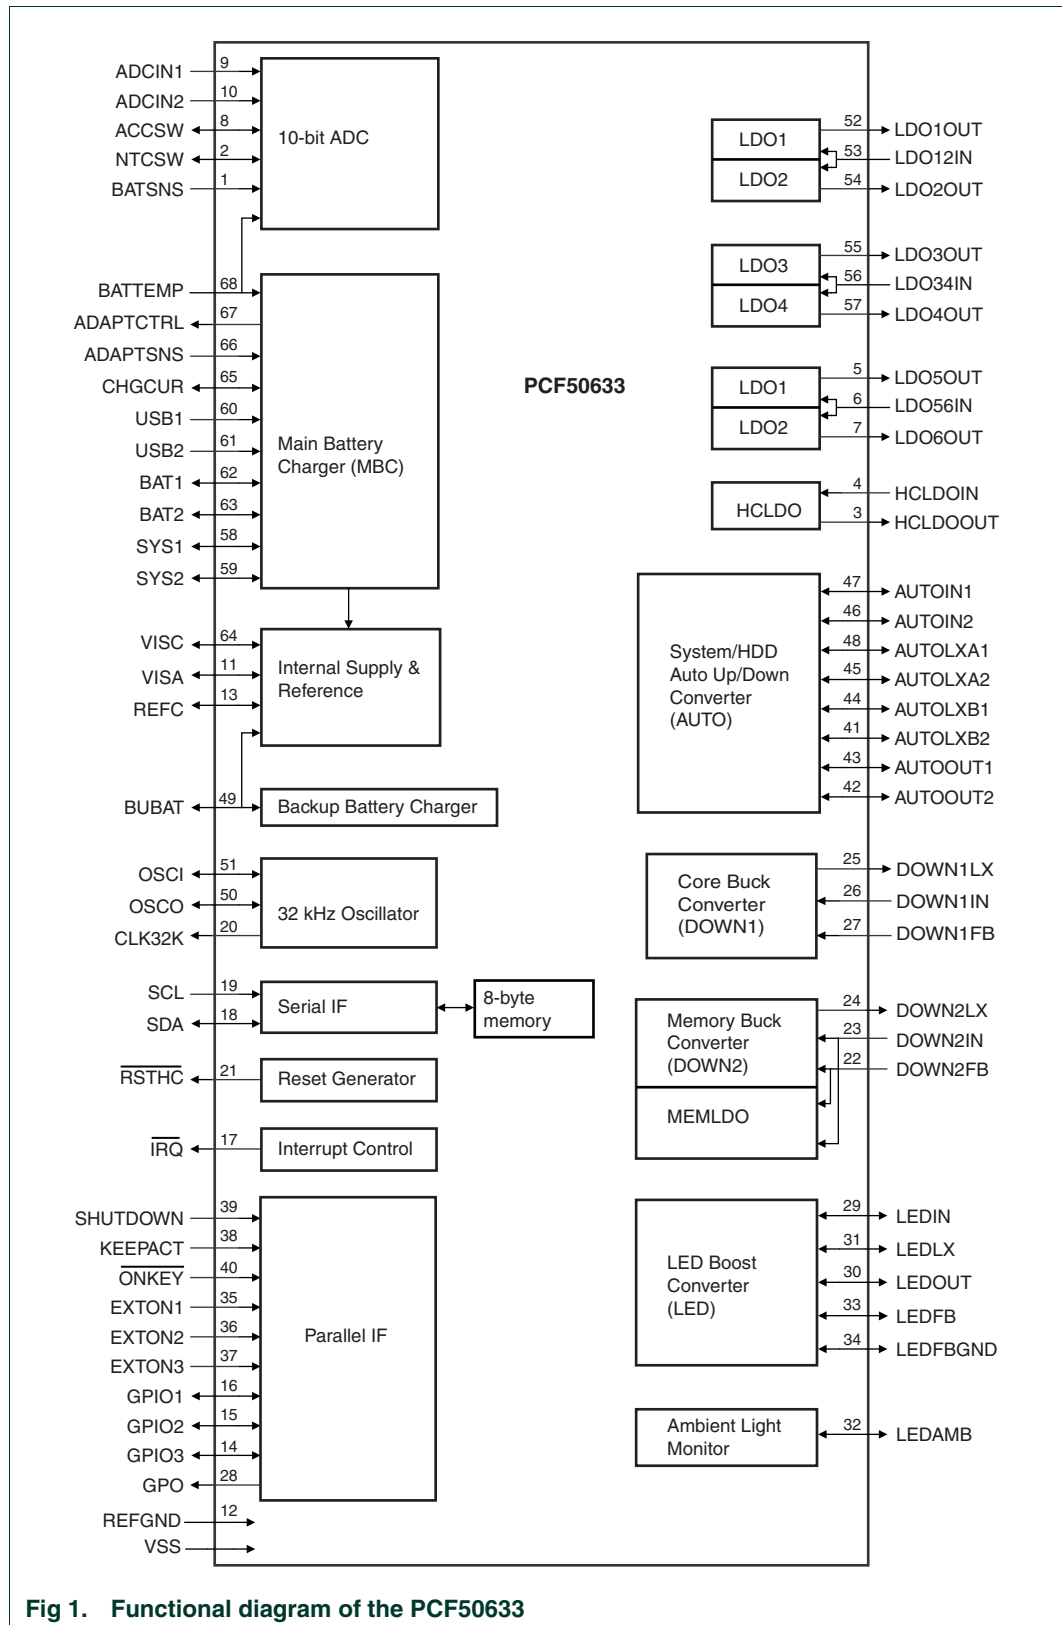 ADCIN1 9
ADCIN2 10
ACCSW 8
NTCSW 2
BATSNS 1
10-bit ADC
BATTEMP 68
ADAPTCTRL 67
ADAPTSNS 66
CHGCUR 65
USB1 60
USB2 61
BAT1 62
BAT2 63
SYS1 58
SYS2 59
Main Battery
Charger (MBC)
VISC 64
VISA 11
REFC 13
Internal Supply &
Reference
BUBAT 49
Backup Battery Charger
OSCI 51
OSCO 50
CLK32K 20
32 kHz Oscillator
SCL 19
SDA 18
Serial IF
8-byte
memory
RSTHC 21
Reset Generator
IRQ 17
Interrupt Control
SHUTDOWN 39
KEEPACT 38
ONKEY 40
EXTON1 35
EXTON2 36
EXTON3 37
GPIO1 16
GPIO2 15
GPIO3 14
GPO 28
Parallel IF
REFGND 12
VSS
PCF50633
LDO1
LDO2
52 LDO1OUT
53 LDO12IN
54 LDO2OUT
LDO3
LDO4
55 LDO3OUT
56 LDO34IN
57 LDO4OUT
LDO1
LDO2
5 LDO5OUT
6 LDO56IN
7 LDO6OUT
HCLDO
4 HCLDOIN
3 HCLDOOUT
System/HDD
Auto Up/Down
Converter
(AUTO)
47 AUTOIN1
46 AUTOIN2
48 AUTOLXA1
45 AUTOLXA2
44 AUTOLXB1
41 AUTOLXB2
43 AUTOOUT1
42 AUTOOUT2
Core Buck
Converter
(DOWN1)
25 DOWN1LX
26 DOWN1IN
27 DOWN1FB
Memory Buck
Converter
(DOWN2)
MEMLDO
24 DOWN2LX
23 DOWN2IN
22 DOWN2FB
LED Boost
Converter
(LED)
29 LEDIN
31 LEDLX
30 LEDOUT
33 LEDFB
34 LEDFBGND
Ambient Light
Monitor
32 LEDAMB
Fig 1. Functional diagram of the PCF50633